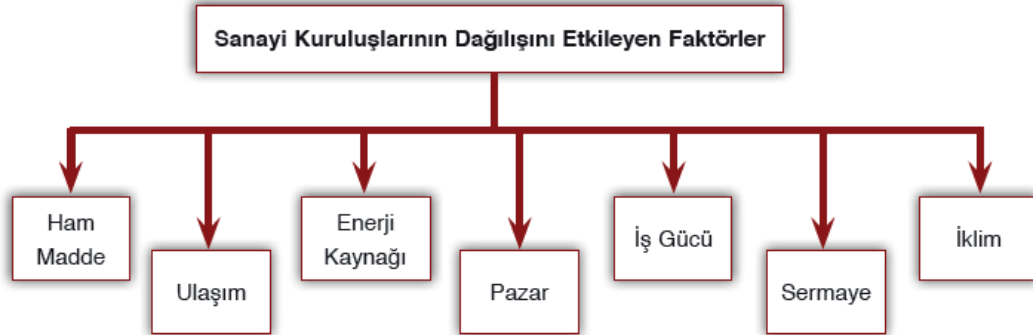 Sanayi Kuruluşlarının Dağılışını Etkileyen Faktörler
Ham
Madde
Ulaşım
Enerji
Kaynağı
Pazar
İş Gücü
Sermaye
İklim